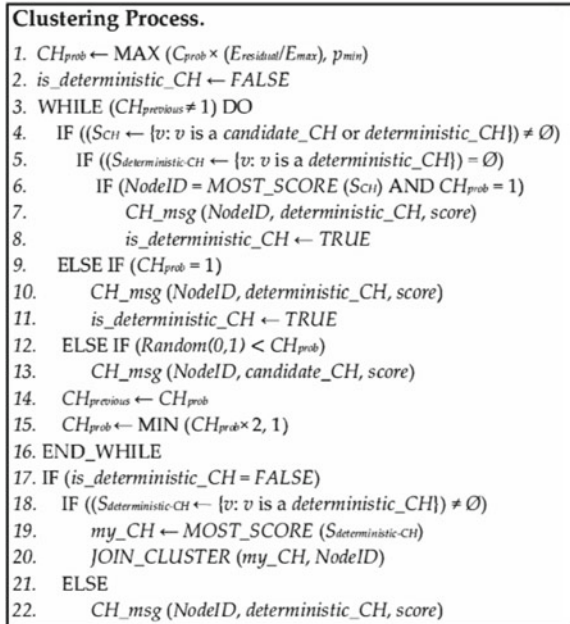 Clustering Process.
1. CHprob ← MAX (Cprob × (Eresidual/Emax), pmin)
2. is_deterministic_CH ← FALSE
3. WHILE (CHprevious ≠ 1) DO
4. IF ((SCH ← {v: v is a candidate_CH or deterministic_CH}) ≠ Ø)
5. IF ((Sdeterministic-CH ← {v: v is a deterministic_CH}) = Ø)
6. IF (NodeID = MOST_SCORE (SCH) AND CHprob = 1)
7. CH_msg (NodeID, deterministic_CH, score)
8. is_deterministic_CH ← TRUE
9. ELSE IF (CHprob = 1)
10. CH_msg (NodeID, deterministic_CH, score)
11. is_deterministic_CH ← TRUE
12. ELSE IF (Random(0,1) < CHprob)
13. CH_msg (NodeID, candidate_CH, score)
14. CHprevious ← CHprob
15. CHprob ← MIN (CHprob× 2, 1)
16. END_WHILE
17. IF (is_deterministic_CH = FALSE)
18. IF ((Sdeterministic-CH ← {v: v is a deterministic_CH}) ≠ Ø)
19. my_CH ← MOST_SCORE (Sdeterministic-CH)
20. JOIN_CLUSTER (my_CH, NodeID)
21. ELSE
22. CH_msg (NodeID, deterministic_CH, score)